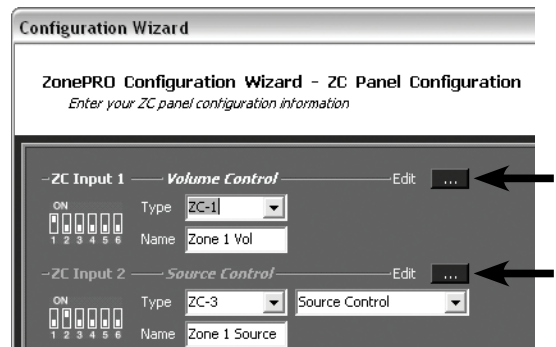 Configuration Wizard
ZonePRO Configuration Wizard - ZC Panel Configuration
Enter your ZC panel configuration information
ZC Input 1 Volume Control Edit ...
ON
Type ZC-1
1 2 3 4 5 6
Name Zone 1 Vol
ZC Input 2 Source Control Edit ...
ON
Type ZC-3 Source Control
1 2 3 4 5 6
Name Zone 1 Source